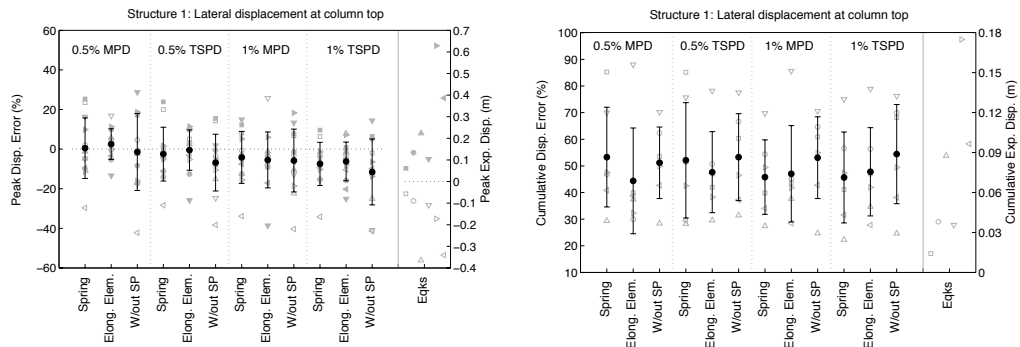 Structure 1: Lateral displacement at column top
60
40
20
0
−20
−40
−60
Peak Disp. Error (%)
0.5% MPD
0.5% TSPD
1% MPD
1% TSPD
0.7
0.6
0.5
0.4
0.3
0.2
0.1
0
−0.1
−0.2
−0.3
−0.4
Peak Exp. Disp. (m)
Spring
Elong. Elem.
W/out SP
Spring
Elong. Elem.
W/out SP
Spring
Elong. Elem.
W/out SP
Spring
Elong. Elem.
W/out SP
Eqks
Structure 1: Lateral displacement at column top
100
90
80
70
60
50
40
30
20
10
Cumulative Disp. Error (%)
0.5% MPD
0.5% TSPD
1% MPD
1% TSPD
0.18
0.15
0.12
0.09
0.06
0.03
0
Cumulative Exp. Disp. (m)
Spring
Elong. Elem.
W/out SP
Spring
Elong. Elem.
W/out SP
Spring
Elong. Elem.
W/out SP
Spring
Elong. Elem.
W/out SP
Eqks